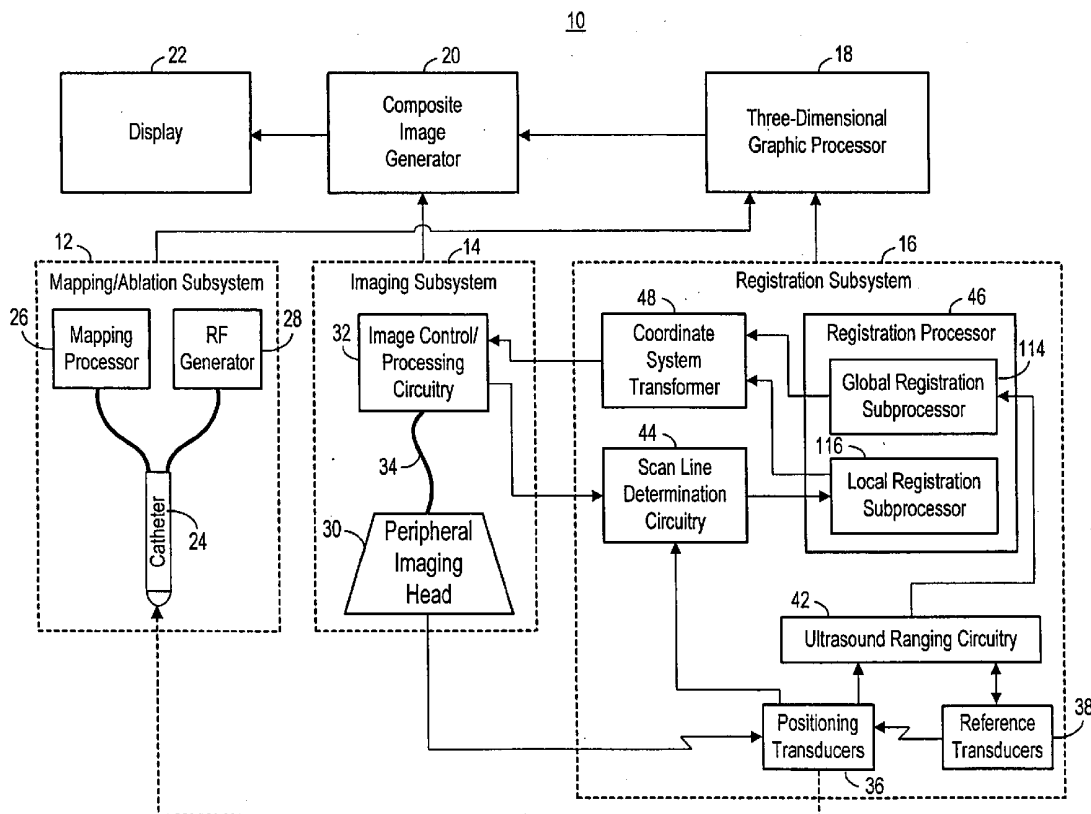 10
22
20
18
Display
Composite
Image
Generator
Three-Dimensional
Graphic Processor
12
14
16
Mapping/Ablation Subsystem
Imaging Subsystem
Registration Subsystem
26
Mapping
Processor
RF
Generator
28
32
Image Control/
Processing
Circuitry
48
Coordinate
System
Transformer
46
Registration Processor
114
Global Registration
Subprocessor
34
44
Scan Line
Determination
Circuitry
116
Local Registration
Subprocessor
Catheter
24
30
Peripheral
Imaging
Head
42
Ultrasound Ranging Circuitry
Positioning
Transducers
36
Reference
Transducers
38